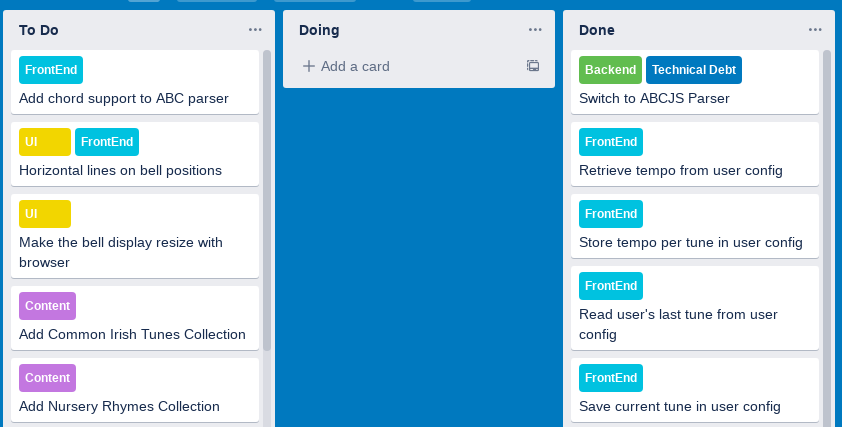 To Do
FrontEnd
Add chord support to ABC parser
UI FrontEnd
Horizontal lines on bell positions
UI
Make the bell display resize with
browser
Content
Add Common Irish Tunes Collection
Content
Add Nursery Rhymes Collection
Doing
Add a card
Done
Backend Technical Debt
Switch to ABCJS Parser
FrontEnd
Retrieve tempo from user config
FrontEnd
Store tempo per tune in user config
FrontEnd
Read user's last tune from user
config
FrontEnd
Save current tune in user config